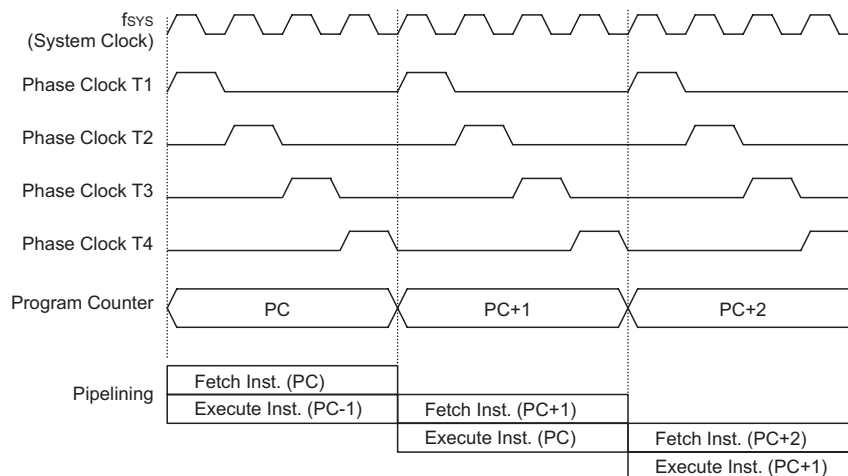 fSYS
(System Clock)
Phase Clock T1
Phase Clock T2
Phase Clock T3
Phase Clock T4
Program Counter
PC
PC+1
PC+2
Pipelining
Fetch Inst. (PC)
Execute Inst. (PC-1)
Fetch Inst. (PC+1)
Execute Inst. (PC)
Fetch Inst. (PC+2)
Execute Inst. (PC+1)